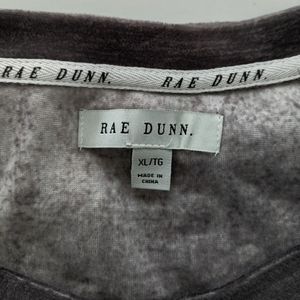 RAE DUNN. RAE DUNN.
RAE DUNN.
XL/TG
MADE IN
CHINA